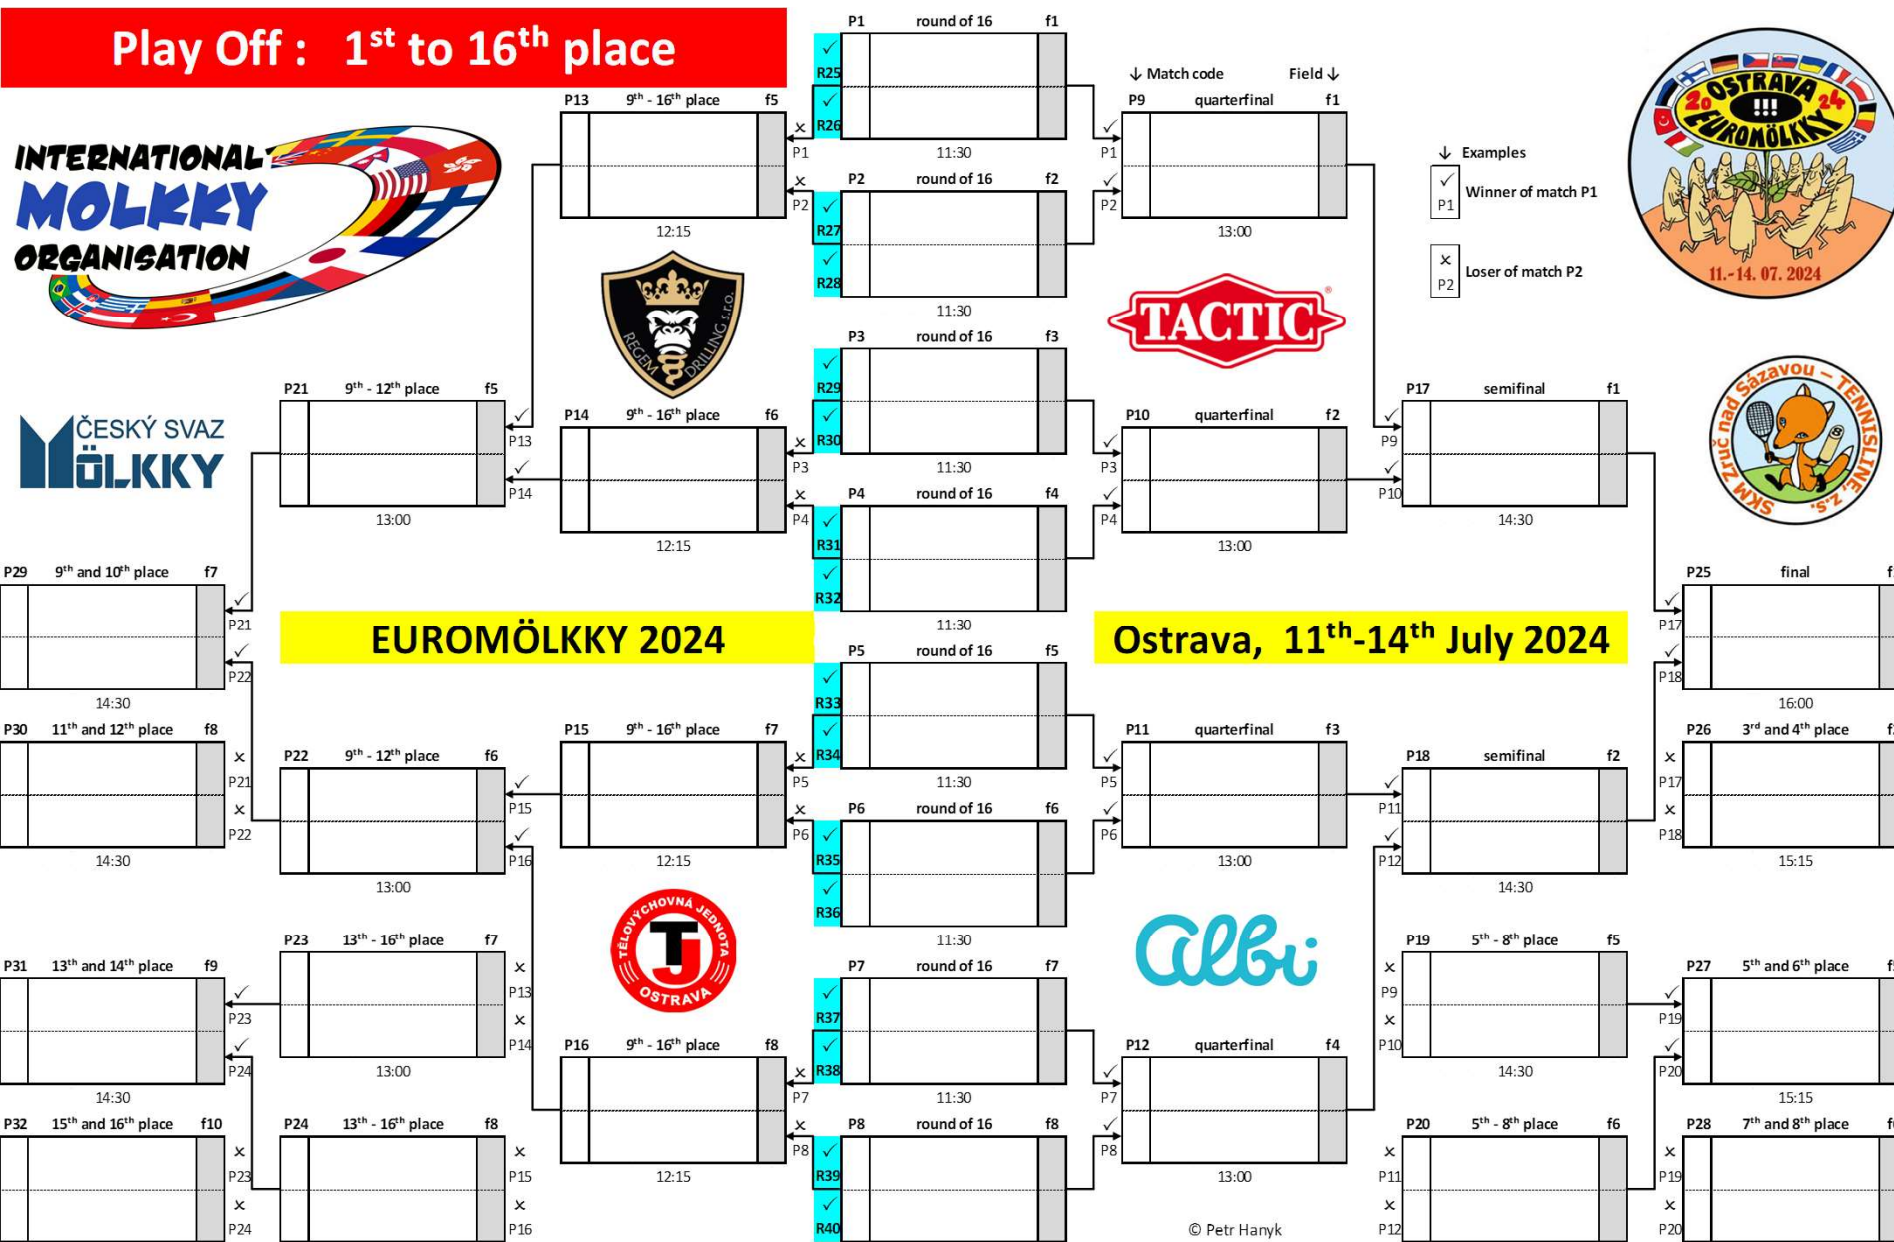 Play Off : 1st to 16th place
INTERNATIONAL
MOLKKY
ORGANISATION
ČESKÝ SVAZ
MÖLKKY
REGEM DRILLING s.r.o.
TACTIC®
20 OSTRAVA 24
!!!
EUROMÖLKKY
11.-14. 07. 2024
SKM Zruč nad Sázavou – TENNISLINE, z.s.
8
↓ Match code Field ↓
↓ Examples
✓
P1
Winner of match P1
x
P2
Loser of match P2
EUROMÖLKKY 2024
Ostrava, 11th-14th July 2024
P1 round of 16 f1
✓
R25
✓
R26
11:30
P2 round of 16 f2
✓
R27
✓
R28
11:30
P3 round of 16 f3
✓
R29
✓
R30
11:30
P4 round of 16 f4
✓
R31
✓
R32
11:30
P5 round of 16 f5
✓
R33
✓
R34
11:30
P6 round of 16 f6
✓
R35
✓
R36
11:30
P7 round of 16 f7
✓
R37
✓
R38
11:30
P8 round of 16 f8
✓
R39
✓
R40
P9 quarterfinal f1
✓
P1
✓
P2
13:00
P10 quarterfinal f2
✓
P3
✓
P4
13:00
P11 quarterfinal f3
✓
P5
✓
P6
13:00
P12 quarterfinal f4
✓
P7
✓
P8
13:00
P13 9th - 16th place f5
x
P1
x
P2
12:15
P14 9th - 16th place f6
x
P3
x
P4
12:15
P15 9th - 16th place f7
x
P5
x
P6
12:15
P16 9th - 16th place f8
x
P7
x
P8
12:15
P17 semifinal f1
✓
P9
✓
P10
14:30
P18 semifinal f2
✓
P11
✓
P12
14:30
P19 5th - 8th place f5
x
P9
x
P10
14:30
P20 5th - 8th place f6
x
P11
x
P12
P21 9th - 12th place f5
✓
P13
✓
P14
13:00
P22 9th - 12th place f6
✓
P15
✓
P16
13:00
P23 13th - 16th place f7
x
P13
x
P14
13:00
P24 13th - 16th place f8
x
P15
x
P16
P25 final
✓
P17
✓
P18
16:00
P26 3rd and 4th place
x
P17
x
P18
15:15
P27 5th and 6th place
✓
P19
✓
P20
15:15
P28 7th and 8th place
x
P19
x
P20
P29 9th and 10th place f7
✓
P21
✓
P22
14:30
P30 11th and 12th place f8
x
P21
x
P22
14:30
P31 13th and 14th place f9
✓
P23
✓
P24
14:30
P32 15th and 16th place f10
x
P23
x
P24
TĚLOVÝCHOVNÁ JEDNOTA
TJ
OSTRAVA
albi
© Petr Hanyk